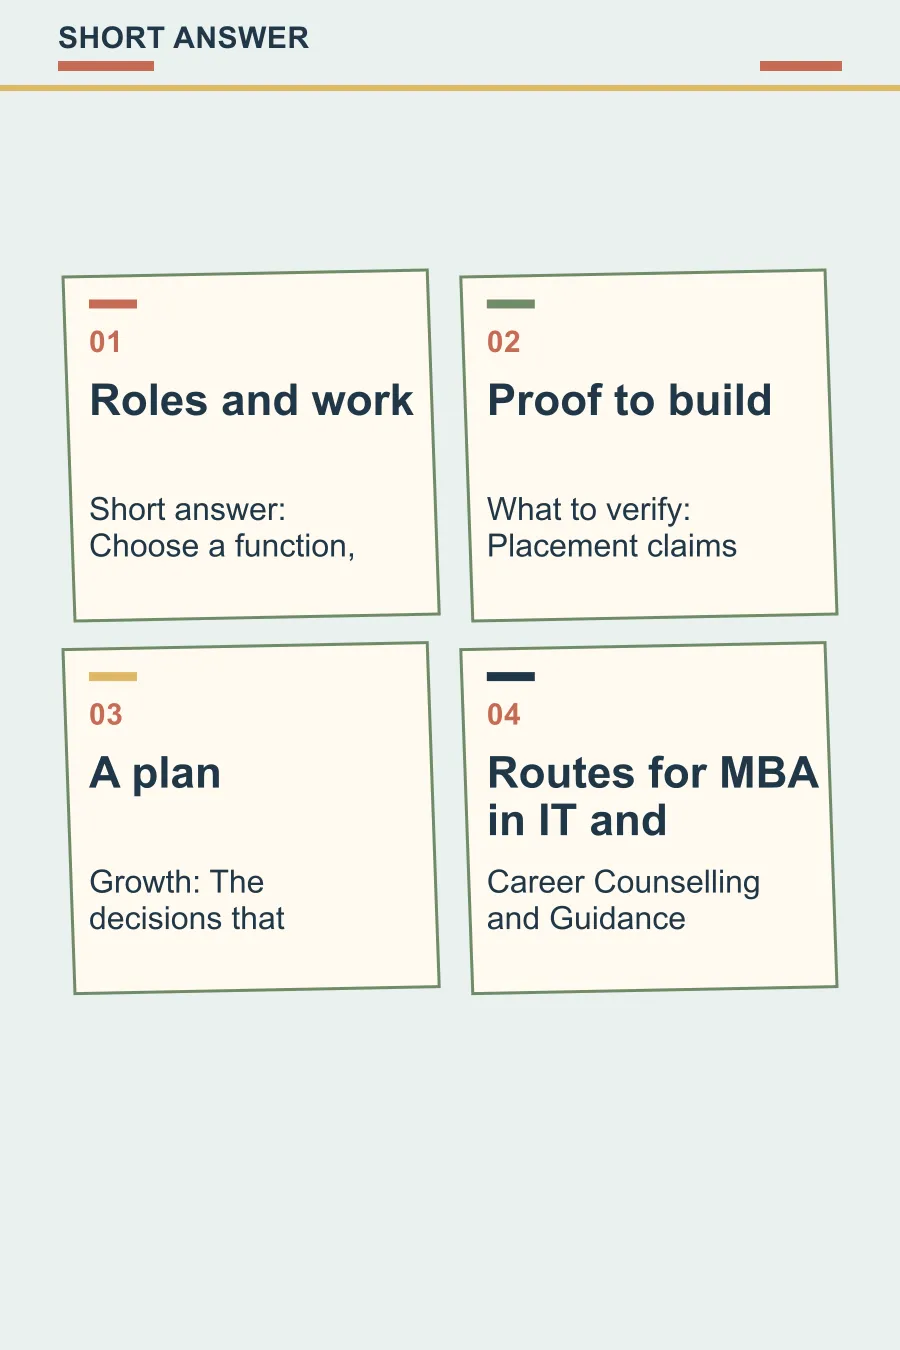 SHORT ANSWER
01
Roles and work
Short answer:
Choose a function,
02
Proof to build
What to verify:
Placement claims
03
A plan
Growth: The
decisions that
04
Routes for MBA
in IT and
Career Counselling
and Guidance